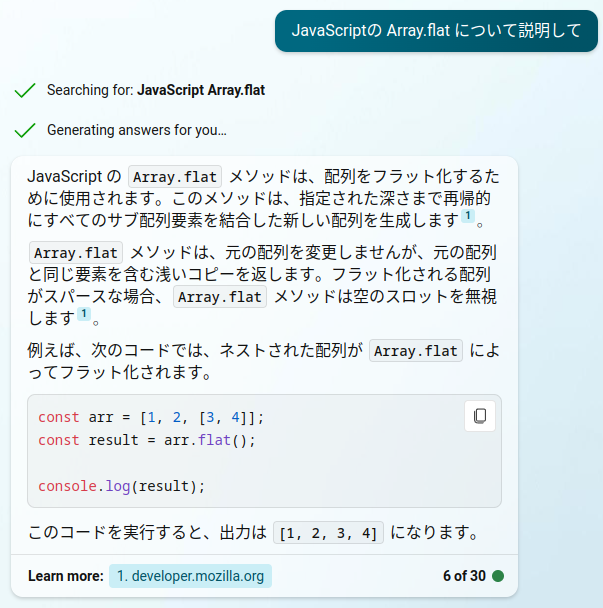 JavaScriptの Array.flat について説明して
Searching for: JavaScript Array.flat
Generating answers for you…
JavaScript の Array.flat メソッドは、配列をフラット化するた
めに使用されます。このメソッドは、指定された深さまで再帰的
にすべてのサブ配列要素を結合した新しい配列を生成します 1 。
Array.flat メソッドは、元の配列を変更しませんが、元の配列
と同じ要素を含む浅いコピーを返します。フラット化される配列
がスパースな場合、 Array.flat メソッドは空のスロットを無視
します 1 。
例えば、次のコードでは、ネストされた配列が Array.flat によ
ってフラット化されます。
const arr = [1, 2, [3, 4]];
const result = arr.flat();
console.log(result);
このコードを実行すると、出力は [1, 2, 3, 4] になります。
Learn more: 1. developer.mozilla.org 6 of 30